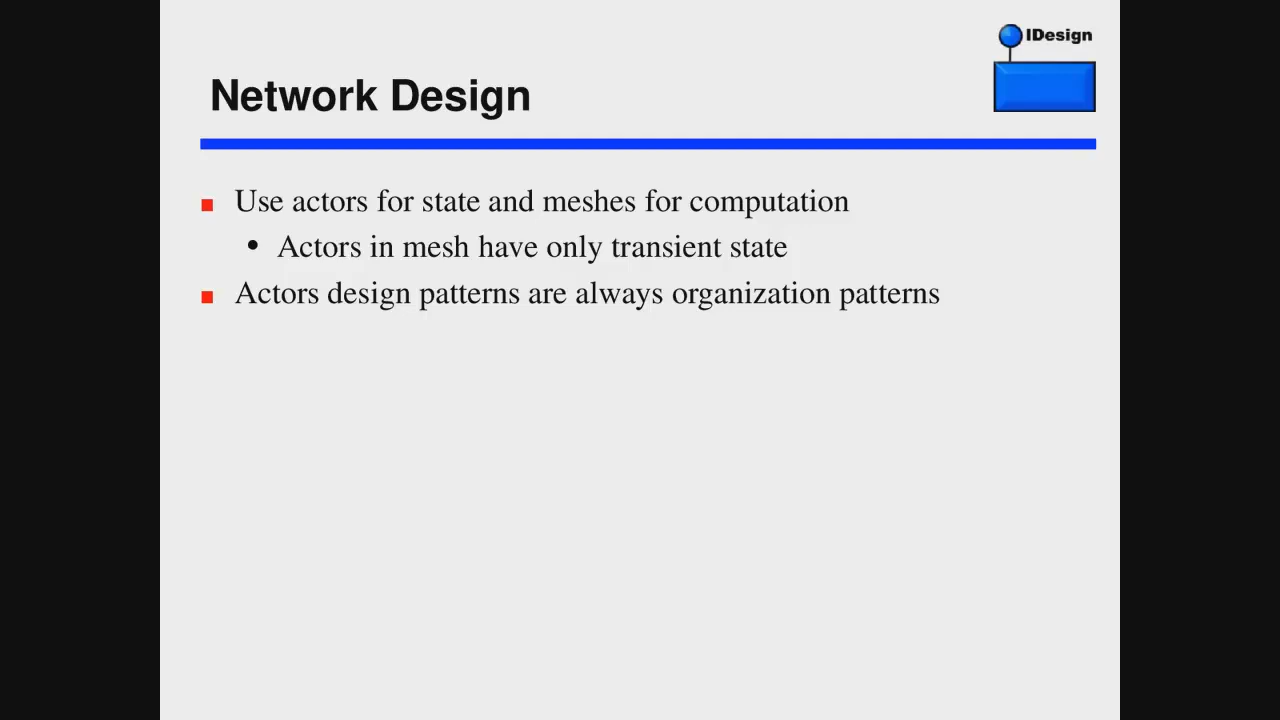 IDesign
Network Design
Use actors for state and meshes for computation
Actors in mesh have only transient state
Actors design patterns are always organization patterns